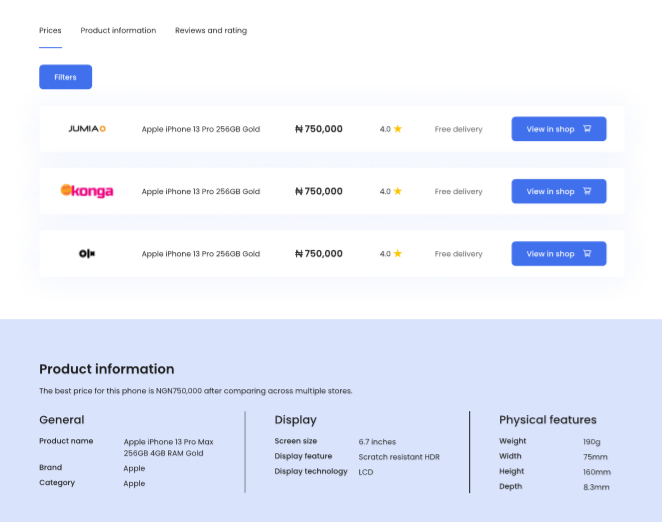 Prices Product information Reviews and rating
Filters
JUMIA Apple iPhone 13 Pro 256GB Gold ₦ 750,000 4.0 Free delivery View in shop
konga Apple iPhone 13 Pro 256GB Gold ₦ 750,000 4.0 Free delivery View in shop
olx Apple iPhone 13 Pro 256GB Gold ₦ 750,000 4.0 Free delivery View in shop
Product information
The best price for this phone is NGN750,000 after comparing across multiple stores.
General
Product name Apple iPhone 13 Pro Max
256GB 4GB RAM Gold
Brand Apple
Category Apple
Display
Screen size 6.7 inches
Display feature Scratch resistant HDR
Display technology LCD
Physical features
Weight 190g
Width 75mm
Height 160mm
Depth 8.3mm